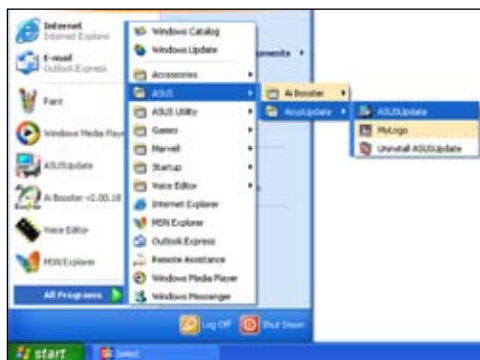 Internet
Internet Explorer
E-mail
Outlook Express
Paint
Windows Media Player
ASUSUpdate
Ai Booster v2.00.18
Voice Editor
MSN Explorer
All Programs
Windows Catalog
Windows Update
Accessories
ASUS
ASUS Utility
Games
Marvell
Startup
Voice Editor
Internet Explorer
MSN Explorer
Outlook Express
Remote Assistance
Windows Media Player
Windows Messenger
Ai Booster
AsusUpdate
ASUSUpdate
MyLogo
Uninstall ASUSUpdate
Log Off
Shut Down
start